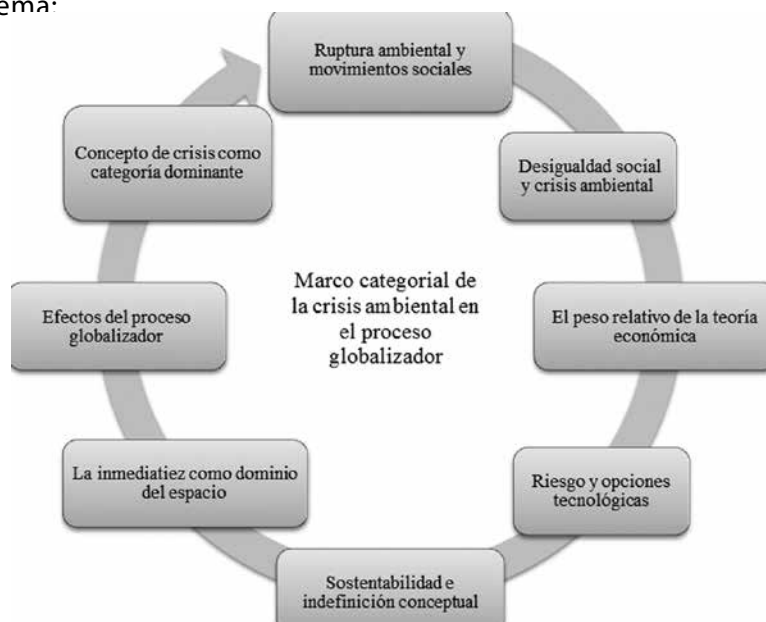 ema:
Ruptura ambiental y
movimientos sociales
Desigualdad social
y crisis ambiental
El peso relativo de la teoría
económica
Riesgo y opciones
tecnológicas
Sostentabilidad e
indefinición conceptual
La inmediatiez como dominio
del espacio
Efectos del proceso
globalizador
Concepto de crisis como
categoría dominante
Marco categorial de
la crisis ambiental en
el proceso
globalizador